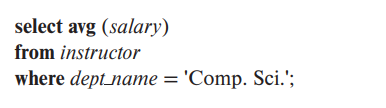 select avg (salary)
from instructor
where dept_name = 'Comp. Sci.';